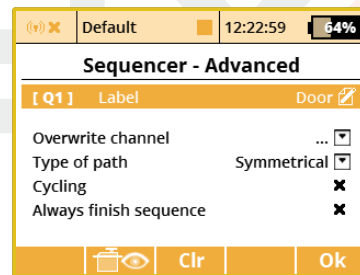 Default 12:22:59 64%
Sequencer - Advanced
[ Q1 ] Label Door
Overwrite channel ...
Type of path Symmetrical
Cycling
Always finish sequence
Clr Ok